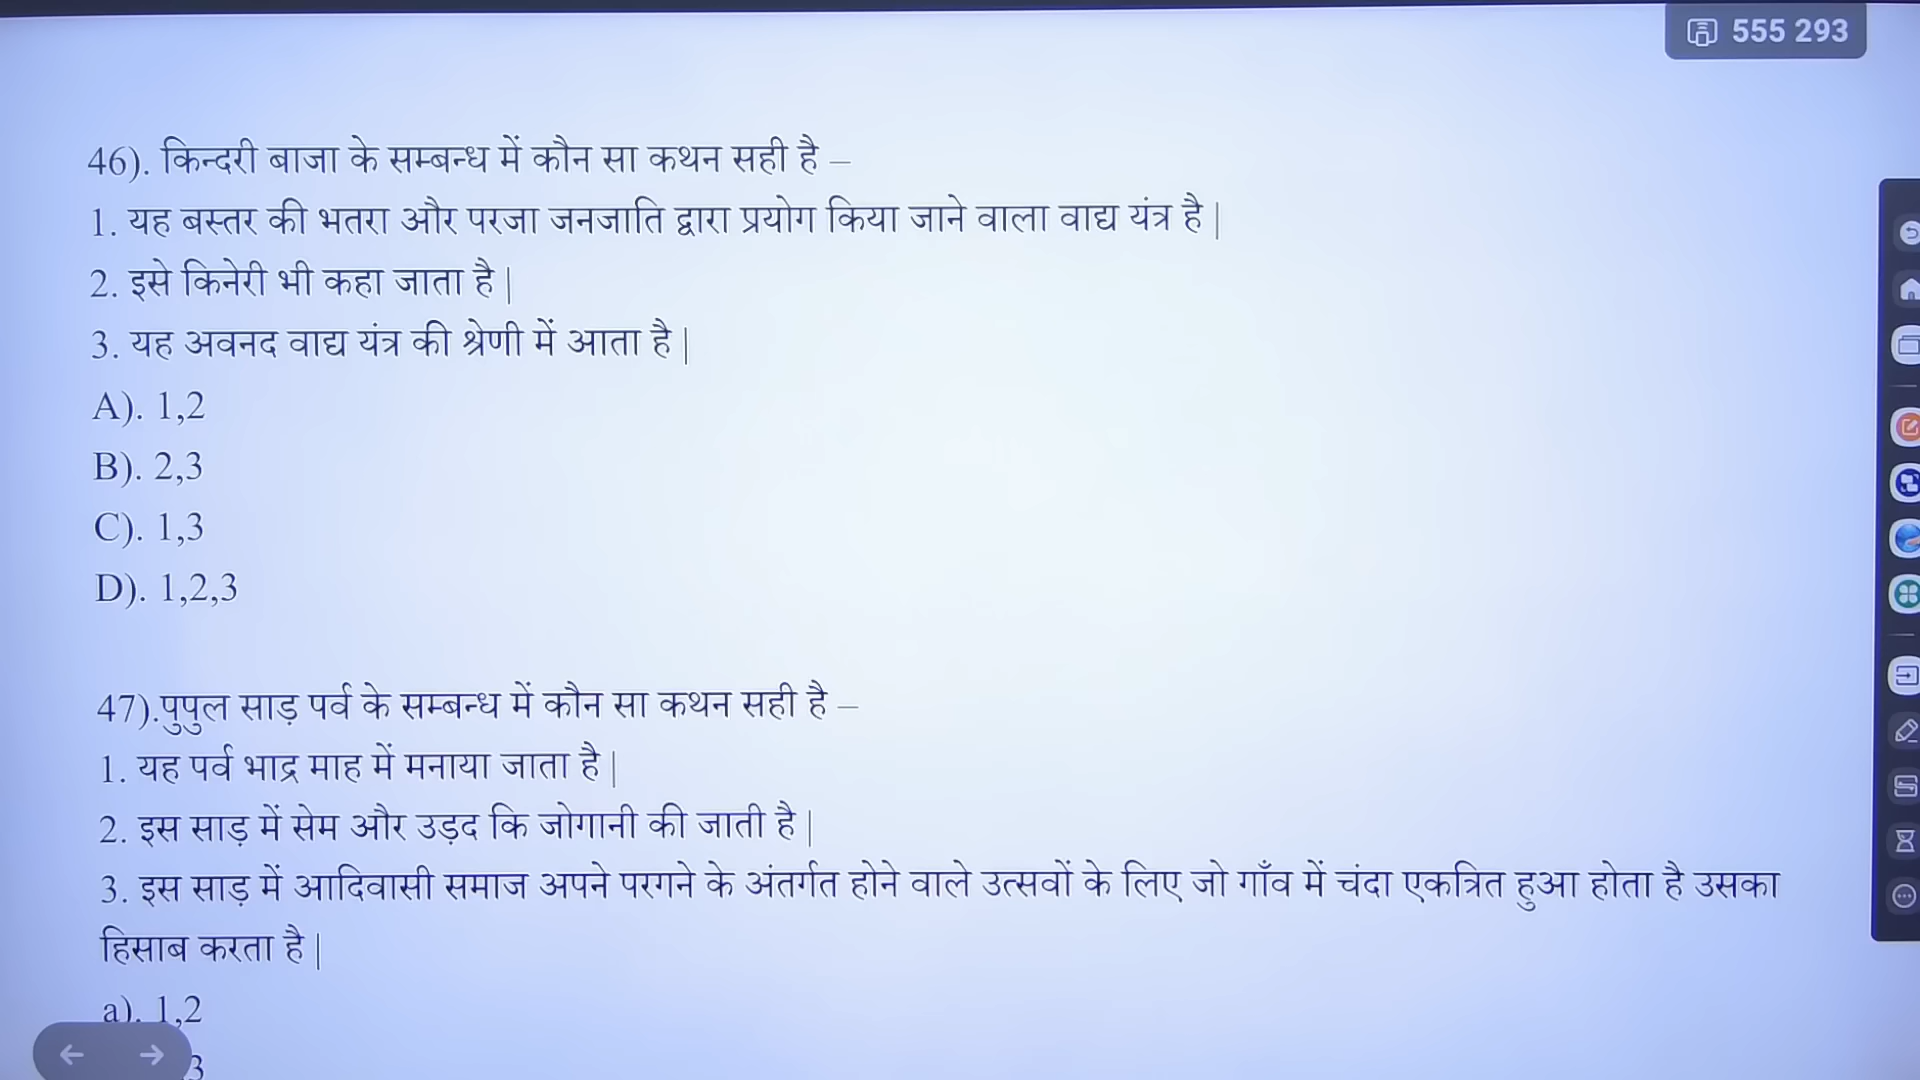 555 293
46). किन्दरी बाजा के सम्बन्ध में कौन सा कथन सही है –
1. यह बस्तर की भतरा और परजा जनजाति द्वारा प्रयोग किया जाने वाला वाद्य यंत्र है |
2. इसे किनेरी भी कहा जाता है |
3. यह अवनद वाद्य यंत्र की श्रेणी में आता है |
A). 1,2
B). 2,3
C). 1,3
D). 1,2,3
47).पुपुल साड़ पर्व के सम्बन्ध में कौन सा कथन सही है –
1. यह पर्व भाद्र माह में मनाया जाता है |
2. इस साड़ में सेम और उड़द कि जोगानी की जाती है |
3. इस साड़ में आदिवासी समाज अपने परगने के अंतर्गत होने वाले उत्सवों के लिए जो गाँव में चंदा एकत्रित हुआ होता है उसका
हिसाब करता है |
a). 1,2
3